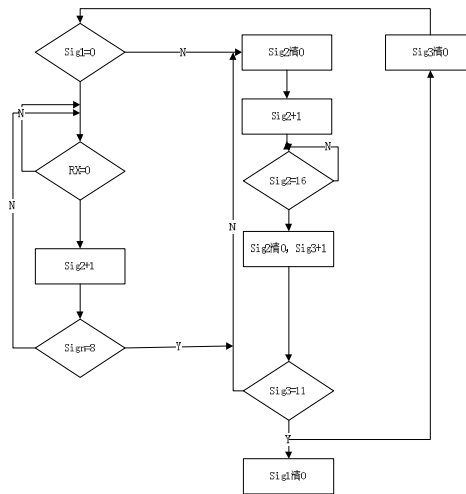 Sig1=0
N
Sig2清0
Sig3清0
N
Sig2+1
N
RX=0
Sig2=16
N
N
Sig2清0, Sig3+1
Sig2+1
Sign=8
Y
Sig3=11
Y
Sig1清0